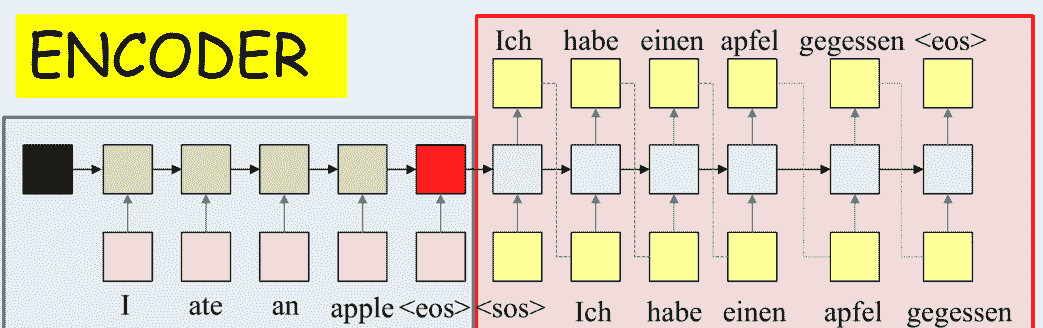 ENCODER
Ich habe einen apfel gegessen <eos>
I ate an apple <eos> <sos> Ich habe einen apfel gegessen